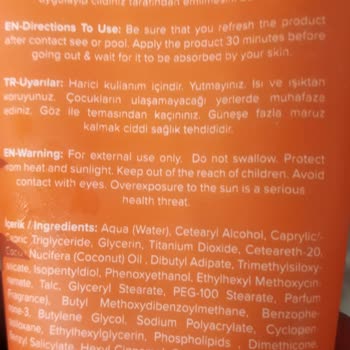 uygulayıp cildiniz tarafından emilmesini
EN-Directions To Use: Be sure that you refresh the product
after contact see or pool. Apply the product 30 minutes before
going out & wait for it to be absorbed by your skin.
TR-Uyarılar: Harici kullanım içindir. Yutmayınız. Isı ve ışıktan
koruyunuz. Çocukların ulaşamayacağı yerlerde muhafaza
ediniz. Göz ile temasından kaçınınız. Güneşe fazla maruz
kalmak ciddi sağlık tehdididir.
EN-Warning: For external use only. Do not swallow. Protect
from heat and sunlight. Keep out of the reach of children. Avoid
contact with eyes. Overexposure to the sun is a serious
health threat.
İçerik / Ingredients: Aqua (Water), Cetearyl Alcohol, Caprylic/
Triglyceride, Glycerin, Titanium Dioxide, Ceteareth-20,
Nucifera (Coconut) Oil , Dibutyl Adipate, Trimethylsiloxy-
Isopentyldiol, Phenoxyethanol, Ethylhexyl Methoxycin-
Talc, Glyceryl Stearate, PEG-100 Stearate, Parfum
Fragrance), Butyl Methoxydibenzoylmethane, Benzophe-
none-3, Butylene Glycol, Sodium Polyacrylate, Cyclopen
Ethylhexylglycerin, Phospholipids , Dimethicone,
Salicylate,